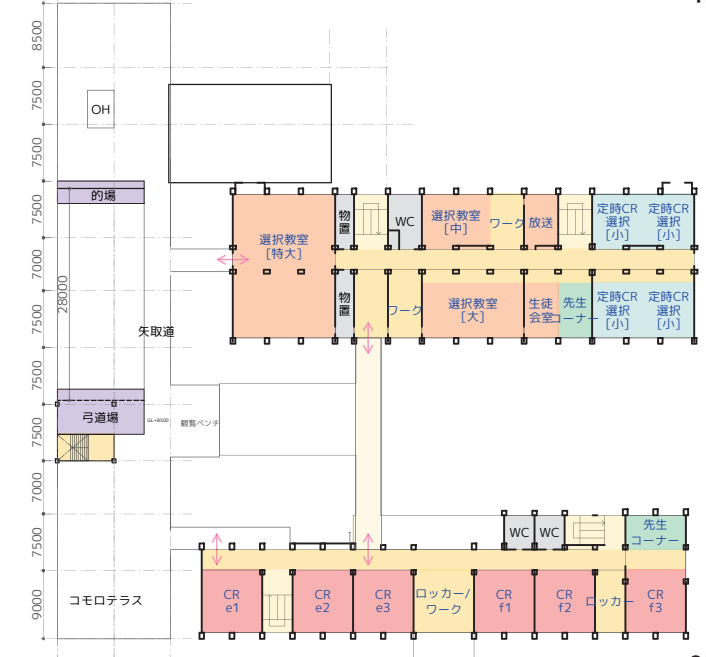 8500
7500
7500
7500
7000
7500
7500
7500
7000
7500
9000
OH
的場
28000
矢取道
弓道場
GL+8500
観覧ベンチ
コモロテラス
選択教室
[特大]
物置
WC
選択教室
[中]
ワーク
放送
定時CR
選択
[小]
定時CR
選択
[小]
物置
ワーク
選択教室
[大]
生徒
会室
先生
コーナー
定時CR
選択
[小]
定時CR
選択
[小]
WC
WC
先生
コーナー
CR
e1
CR
e2
CR
e3
ロッカー/
ワーク
CR
f1
CR
f2
ロッカー
CR
f3